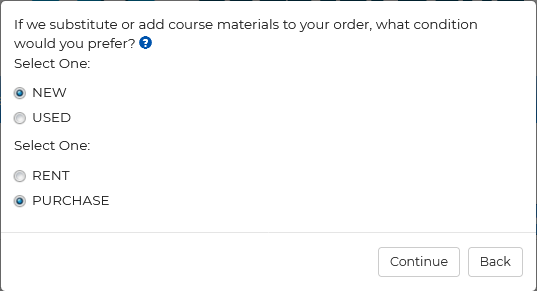 If we substitute or add course materials to your order, what condition
would you prefer? ?
Select One:
NEW
USED
Select One:
RENT
PURCHASE
Continue Back